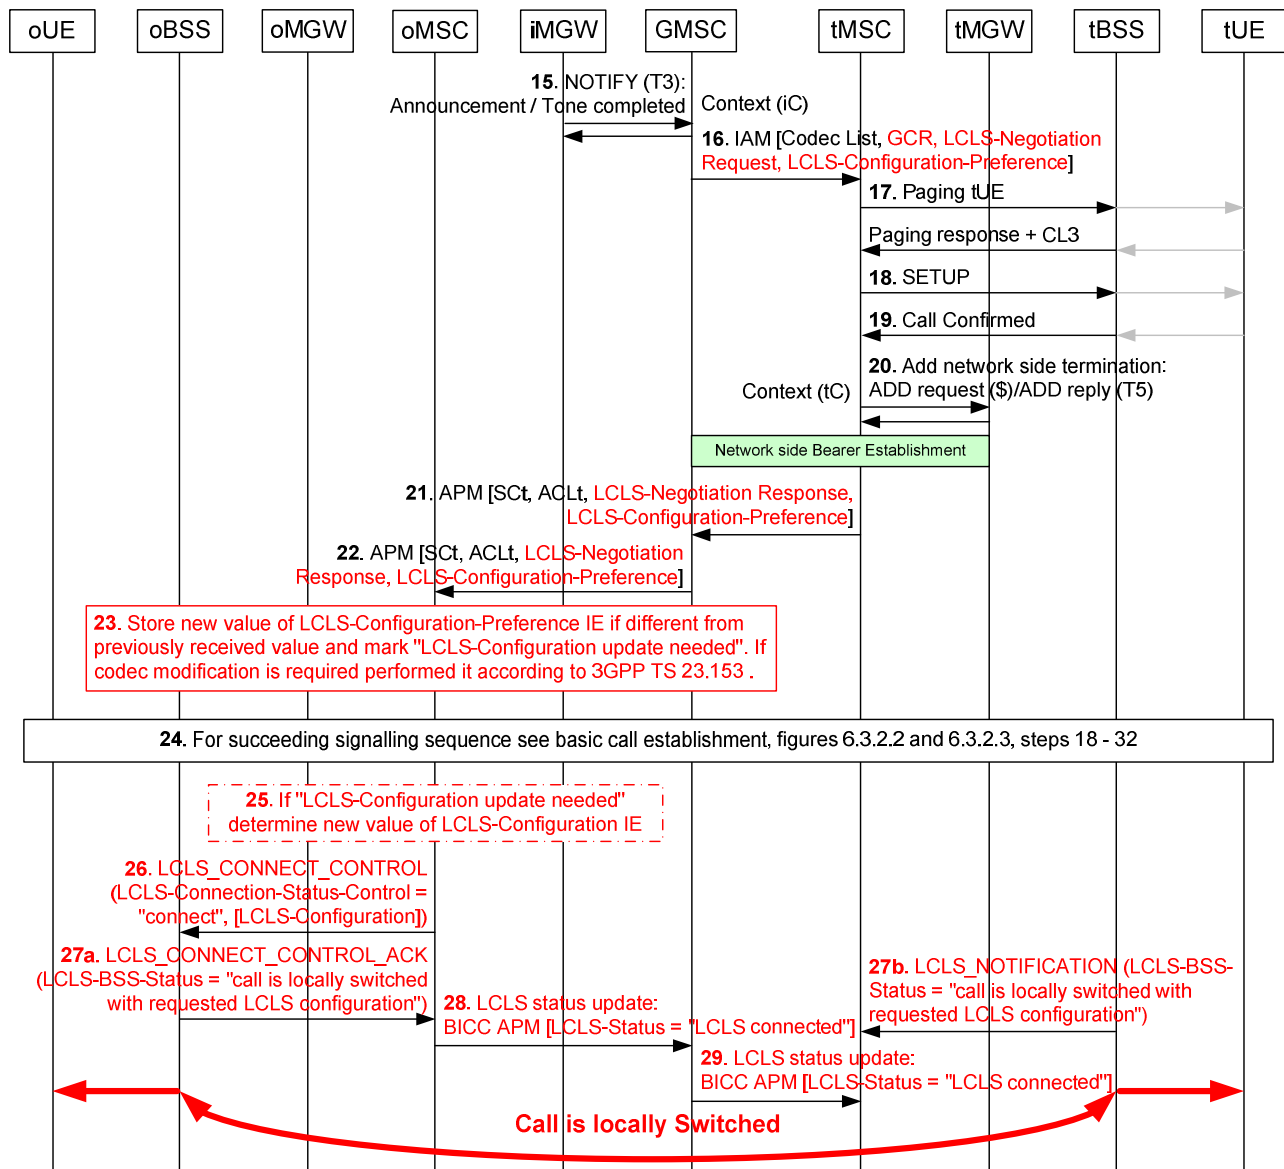 oUE
oBSS
oMGW
oMSC
iMGW
GMSC
tMSC
tMGW
tBSS
tUE
15. NOTIFY (T3):
Announcement / Tone completed
Context (iC)
16. IAM [Codec List, GCR, LCLS-Negotiation
Request, LCLS-Configuration-Preference]
17. Paging tUE
Paging response + CL3
18. SETUP
19. Call Confirmed
20. Add network side termination:
ADD request ($)/ADD reply (T5)
Context (tC)
Network side Bearer Establishment
21. APM [SCt, ACLt, LCLS-Negotiation Response,
LCLS-Configuration-Preference]
22. APM [SCt, ACLt, LCLS-Negotiation
Response, LCLS-Configuration-Preference]
23. Store new value of LCLS-Configuration-Preference IE if different from
previously received value and mark "LCLS-Configuration update needed". If
codec modification is required performed it according to 3GPP TS 23.153 .
24. For succeeding signalling sequence see basic call establishment, figures 6.3.2.2 and 6.3.2.3, steps 18 - 32
25. If "LCLS-Configuration update needed"
determine new value of LCLS-Configuration IE
26. LCLS_CONNECT_CONTROL
(LCLS-Connection-Status-Control =
"connect", [LCLS-Configuration])
27a. LCLS_CONNECT_CONTROL_ACK
(LCLS-BSS-Status = "call is locally switched
with requested LCLS configuration")
27b. LCLS_NOTIFICATION (LCLS-BSS-
Status = "call is locally switched with
requested LCLS configuration")
28. LCLS status update:
BICC APM [LCLS-Status = "LCLS connected"]
29. LCLS status update:
BICC APM [LCLS-Status = "LCLS connected"]
Call is locally Switched